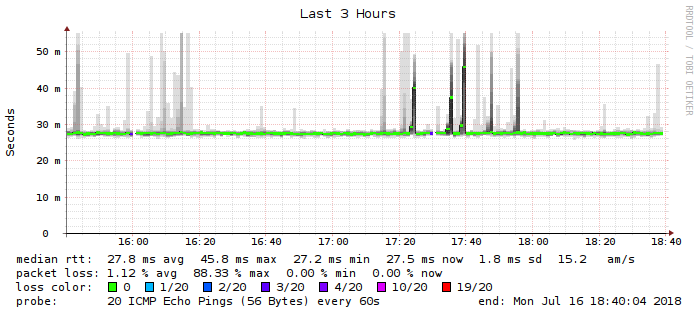 Last 3 Hours
RRDTOOL / TOBI OETIKER
Seconds
50 m
40 m
30 m
20 m
10 m
0
16:00 16:20 16:40 17:00 17:20 17:40 18:00 18:20 18:40
median rtt: 27.8 ms avg 45.8 ms max 27.2 ms min 27.5 ms now 1.8 ms sd 15.2 am/s
packet loss: 1.12 % avg 88.33 % max 0.00 % min 0.00 % now
loss color: 0 1/20 2/20 3/20 4/20 10/20 19/20
probe: 20 ICMP Echo Pings (56 Bytes) every 60s end: Mon Jul 16 18:40:04 2018